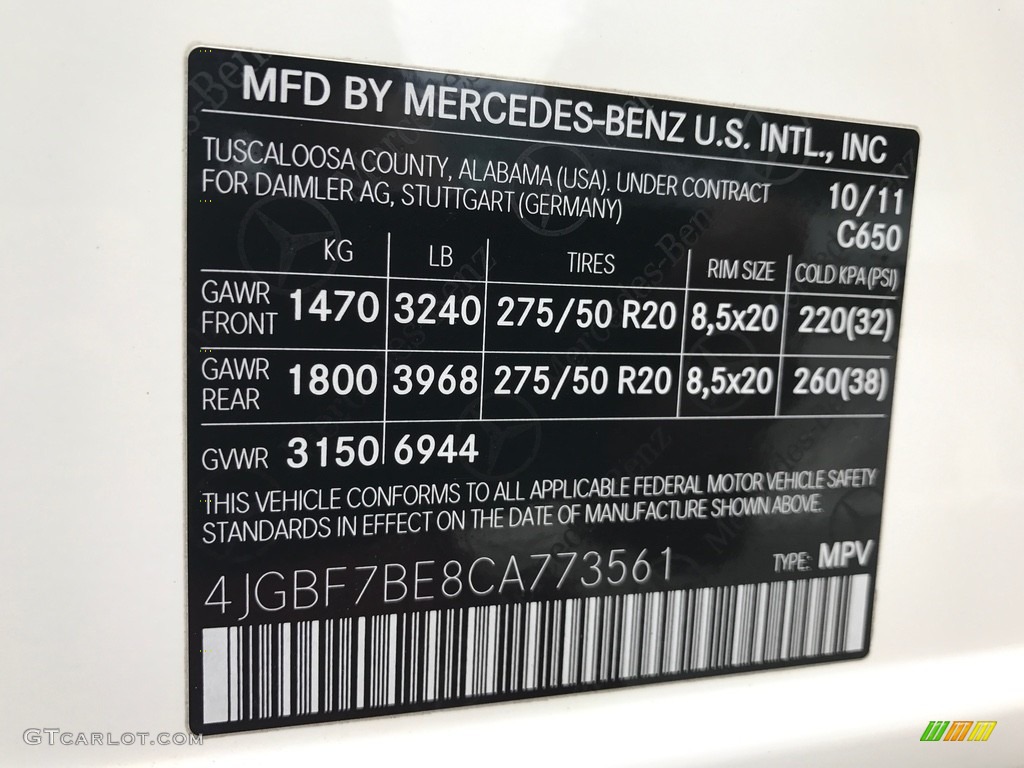 MFD BY MERCEDES-BENZ U.S. INTL., INC
TUSCALOOSA COUNTY, ALABAMA (USA). UNDER CONTRACT
FOR DAIMLER AG, STUTTGART (GERMANY)
10/11
C650
KG LB TIRES RIM SIZE COLD KPA(PSI)
GAWR FRONT 1470 3240 275/50 R20 8,5x20 220(32)
GAWR REAR 1800 3968 275/50 R20 8,5x20 260(38)
GVWR 3150 6944
THIS VEHICLE CONFORMS TO ALL APPLICABLE FEDERAL MOTOR VEHICLE SAFETY
STANDARDS IN EFFECT ON THE DATE OF MANUFACTURE SHOWN ABOVE.
4JGBF7BE8CA773561 TYPE: MPV
GTcarlot.com